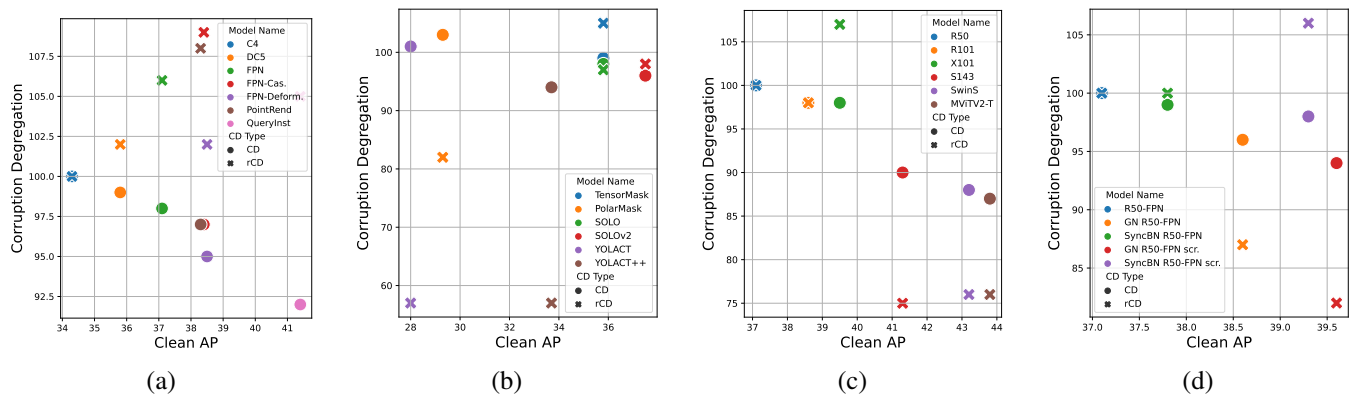 Corruption Degregation
107.5
105.0
102.5
100.0
97.5
95.0
92.5
34 35 36 37 38 39 40 41
Clean AP
Model Name
C4
DC5
FPN
FPN-Cas.
FPN-Deform.
PointRend
QueryInst
CD Type
CD
rCD
(a)
Corruption Degregation
100
90
80
70
60
28 30 32 34 36
Clean AP
Model Name
TensorMask
PolarMask
SOLO
SOLOv2
YOLACT
YOLACT++
CD Type
CD
rCD
(b)
Corruption Degregation
105
100
95
90
85
80
75
37 38 39 40 41 42 43 44
Clean AP
Model Name
R50
R101
X101
S143
SwinS
MViTV2-T
CD Type
CD
rCD
(c)
Corruption Degregation
105
100
95
90
85
37.0 37.5 38.0 38.5 39.0 39.5
Clean AP
Model Name
R50-FPN
GN R50-FPN
SyncBN R50-FPN
GN R50-FPN scr.
SyncBN R50-FPN scr.
CD Type
CD
rCD
(d)